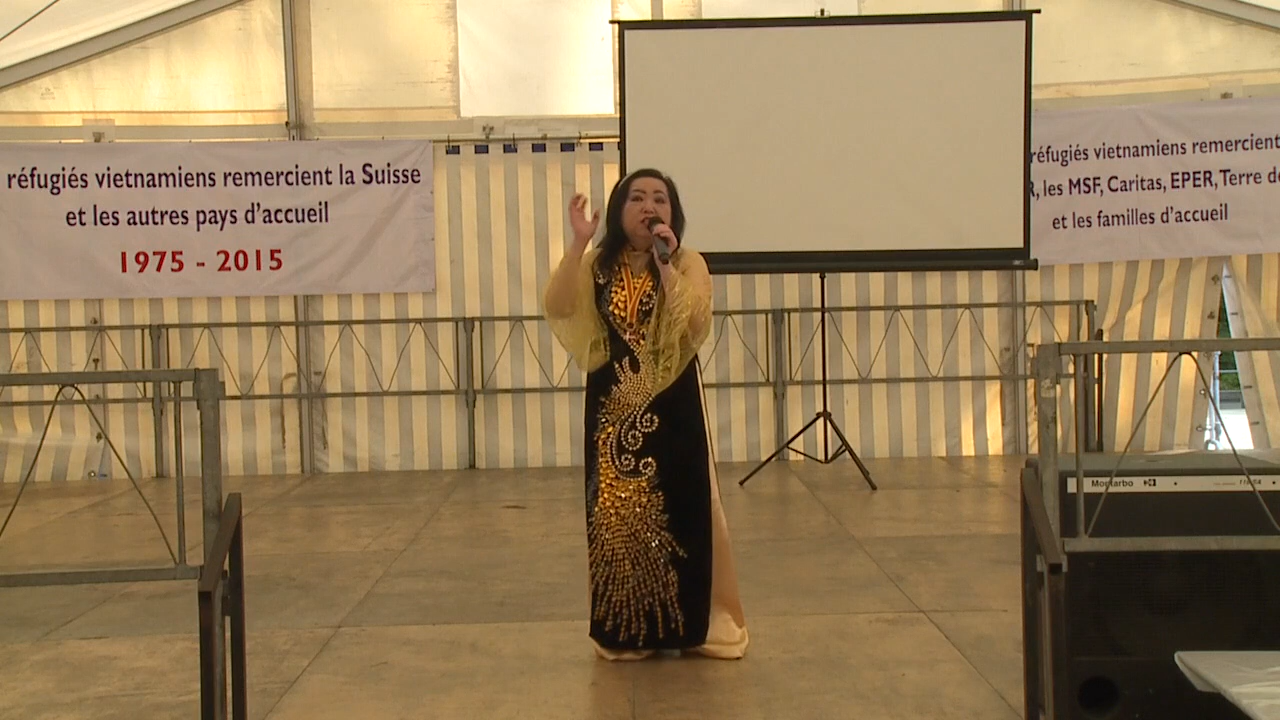 réfugiés vietnamiens remercient la Suisse
et les autres pays d'accueil
1975 - 2015
réfugiés vietnamiens remercient
, les MSF, Caritas, EPER, Terre de
et les familles d'accueil
Montarbo